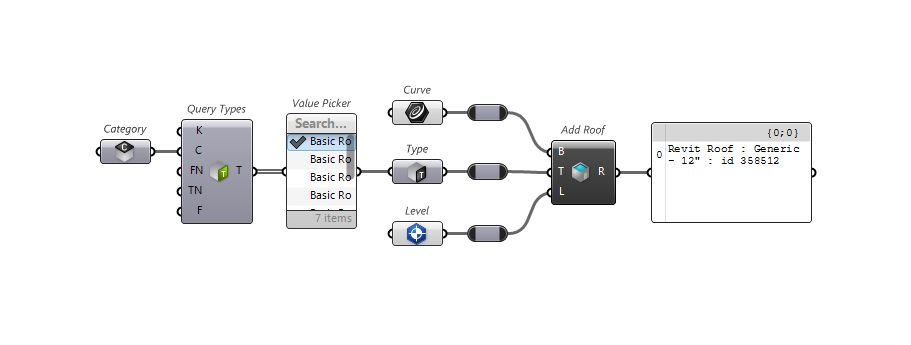 Category
Query Types
K
C
FN
TN
F
T
C
T
Value Picker
Search...
Basic Ro
Basic Ro
Basic Ro
Basic Ro
7 items
Curve
Type
T
Level
Add Roof
B
T
L
R
{0;0}
0
Revit Roof : Generic
- 12" : id 358512